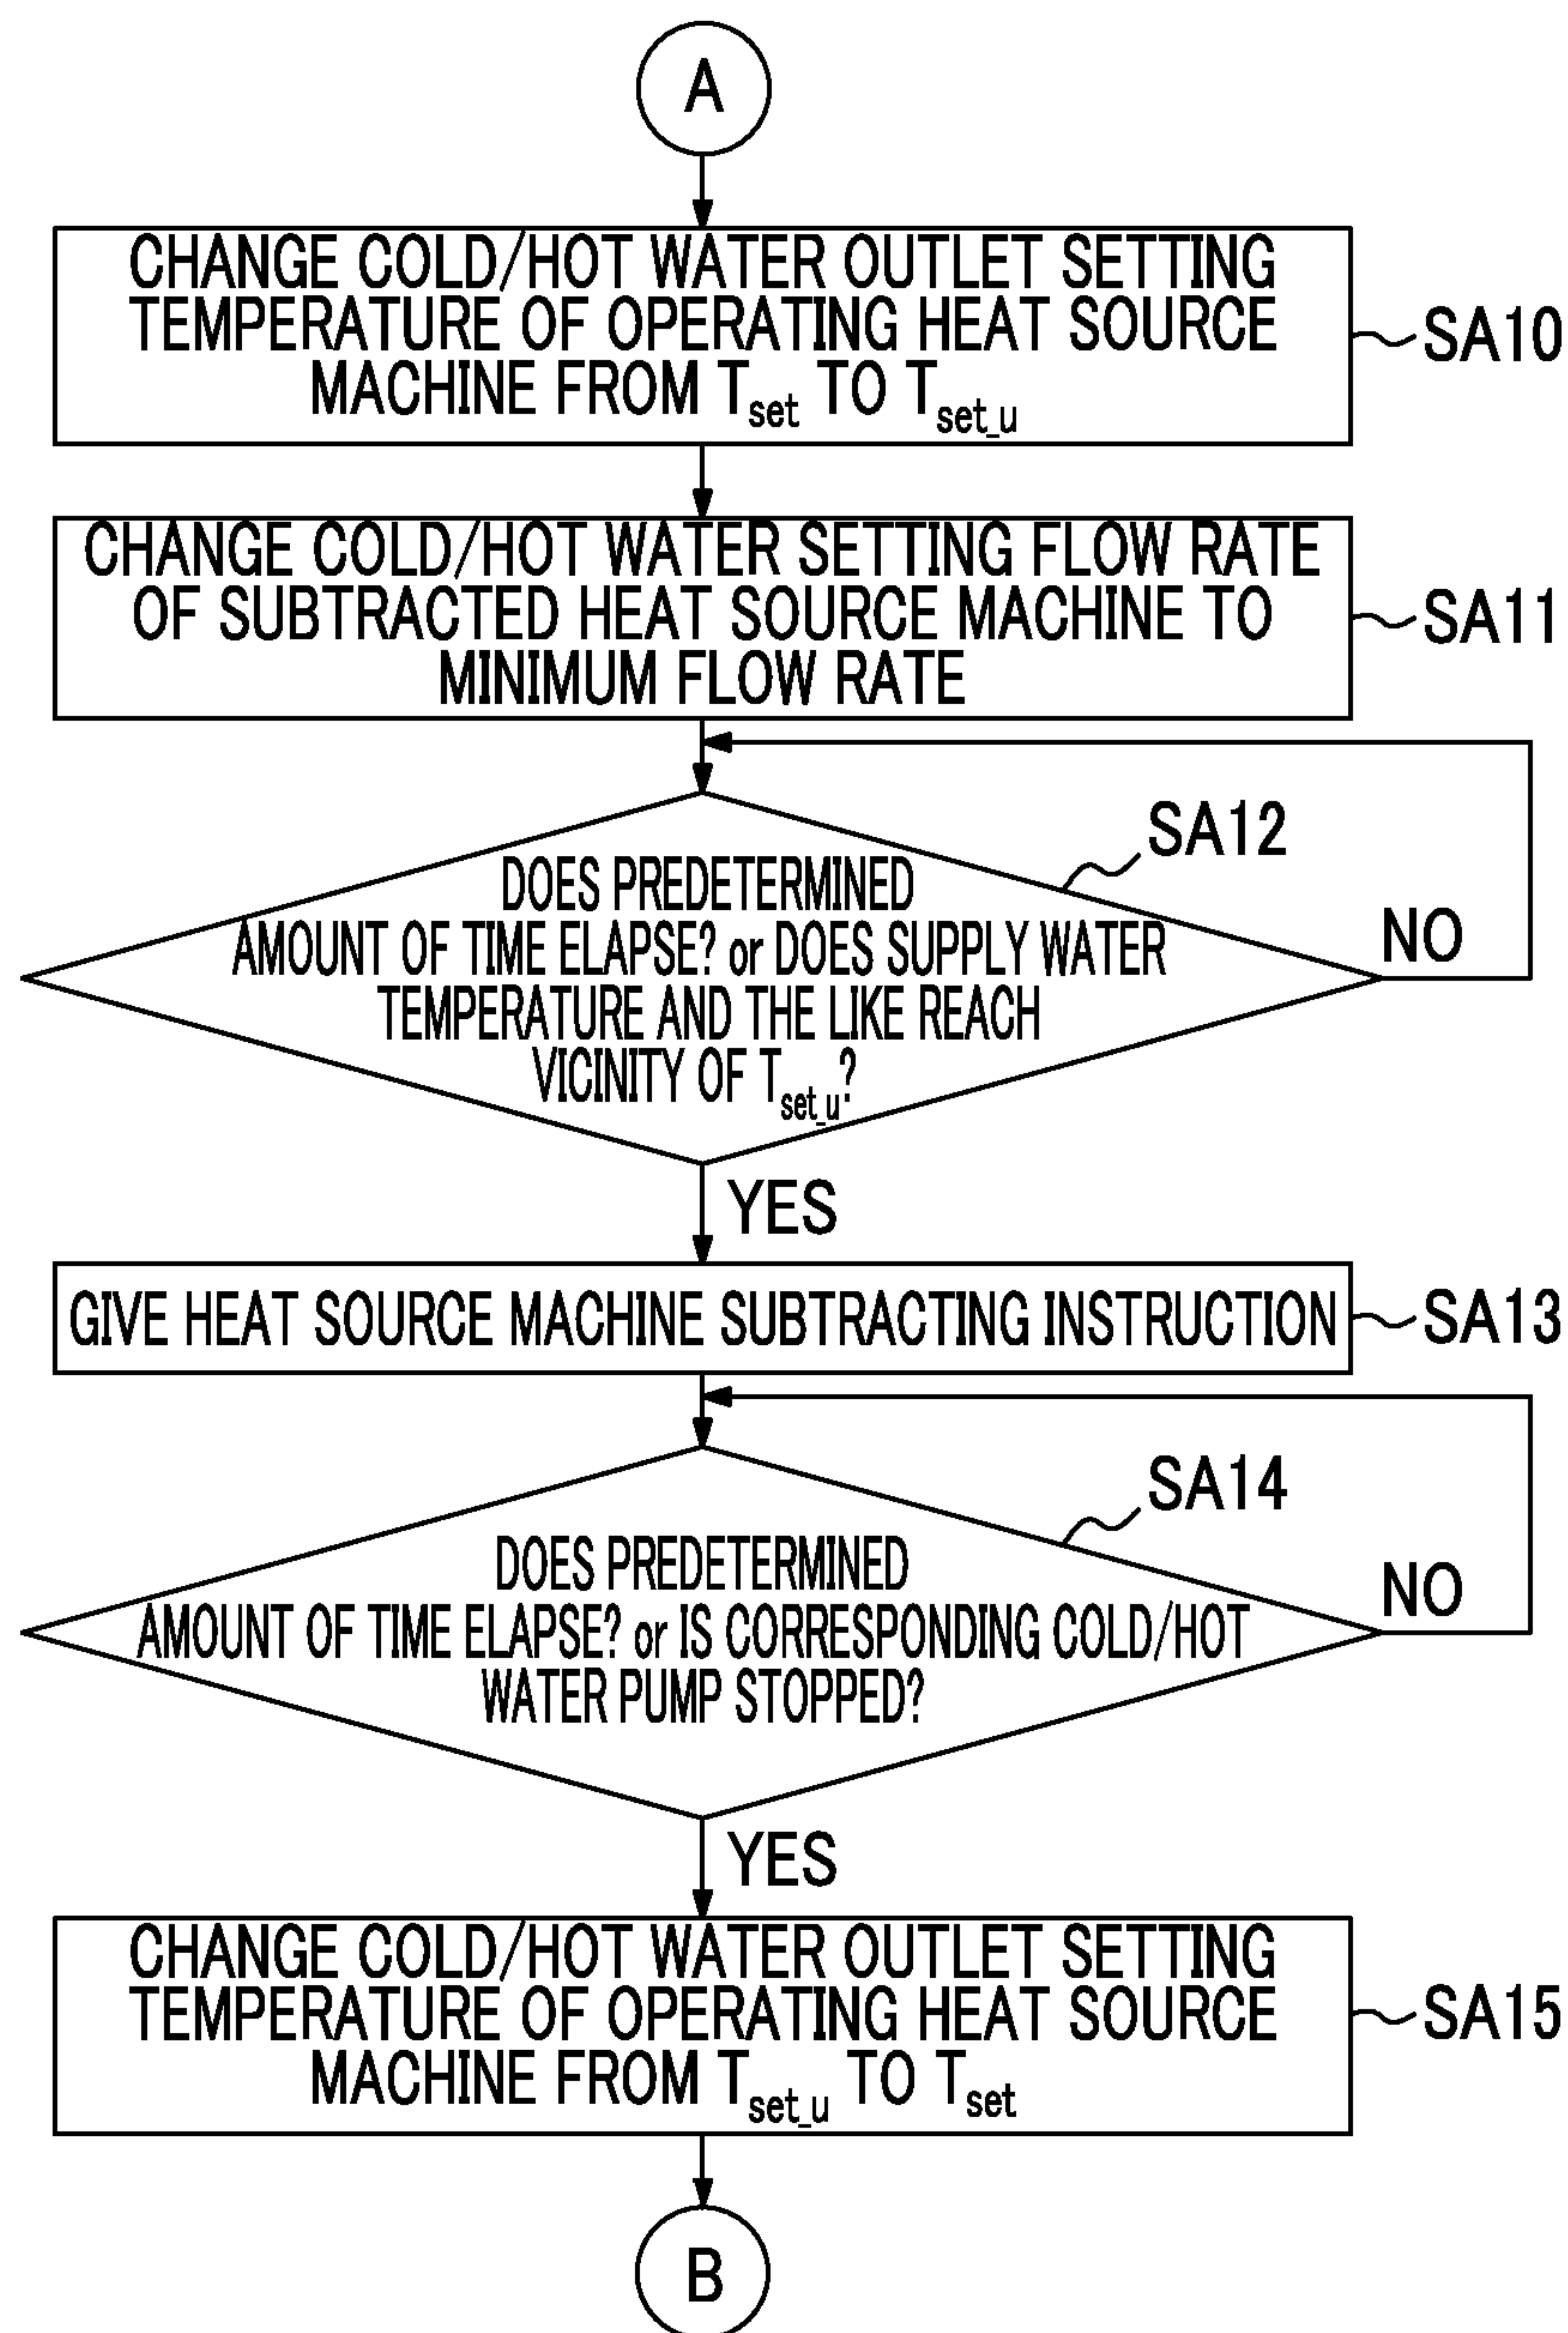 A
CHANGE COLD/HOT WATER OUTLET SETTING
TEMPERATURE OF OPERATING HEAT SOURCE
MACHINE FROM Tset TO Tset_u
SA10
CHANGE COLD/HOT WATER SETTING FLOW RATE
OF SUBTRACTED HEAT SOURCE MACHINE TO
MINIMUM FLOW RATE
SA11
SA12
DOES PREDETERMINED
AMOUNT OF TIME ELAPSE? or DOES SUPPLY WATER
TEMPERATURE AND THE LIKE REACH
VICINITY OF Tset_u?
NO
YES
GIVE HEAT SOURCE MACHINE SUBTRACTING INSTRUCTION
SA13
SA14
DOES PREDETERMINED
AMOUNT OF TIME ELAPSE? or IS CORRESPONDING COLD/HOT
WATER PUMP STOPPED?
NO
YES
CHANGE COLD/HOT WATER OUTLET SETTING
TEMPERATURE OF OPERATING HEAT SOURCE
MACHINE FROM Tset_u TO Tset
SA15
B